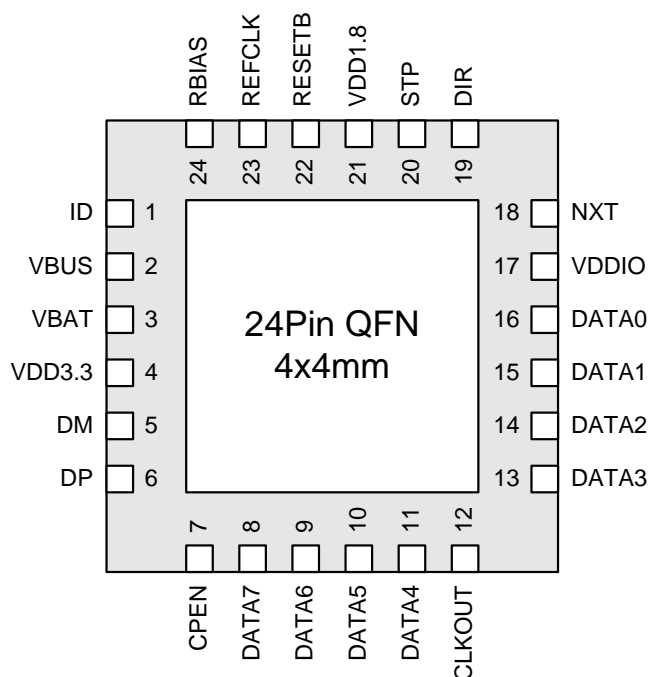 RBIAS
REFCLK
RESETB
VDD1.8
STP
DIR
24
23
22
21
20
19
ID 1
VBUS 2
VBAT 3
VDD3.3 4
DM 5
DP 6
24Pin QFN
4x4mm
18 NXT
17 VDDIO
16 DATA0
15 DATA1
14 DATA2
13 DATA3
7
8
9
10
11
12
CPEN
DATA7
DATA6
DATA5
DATA4
CLKOUT